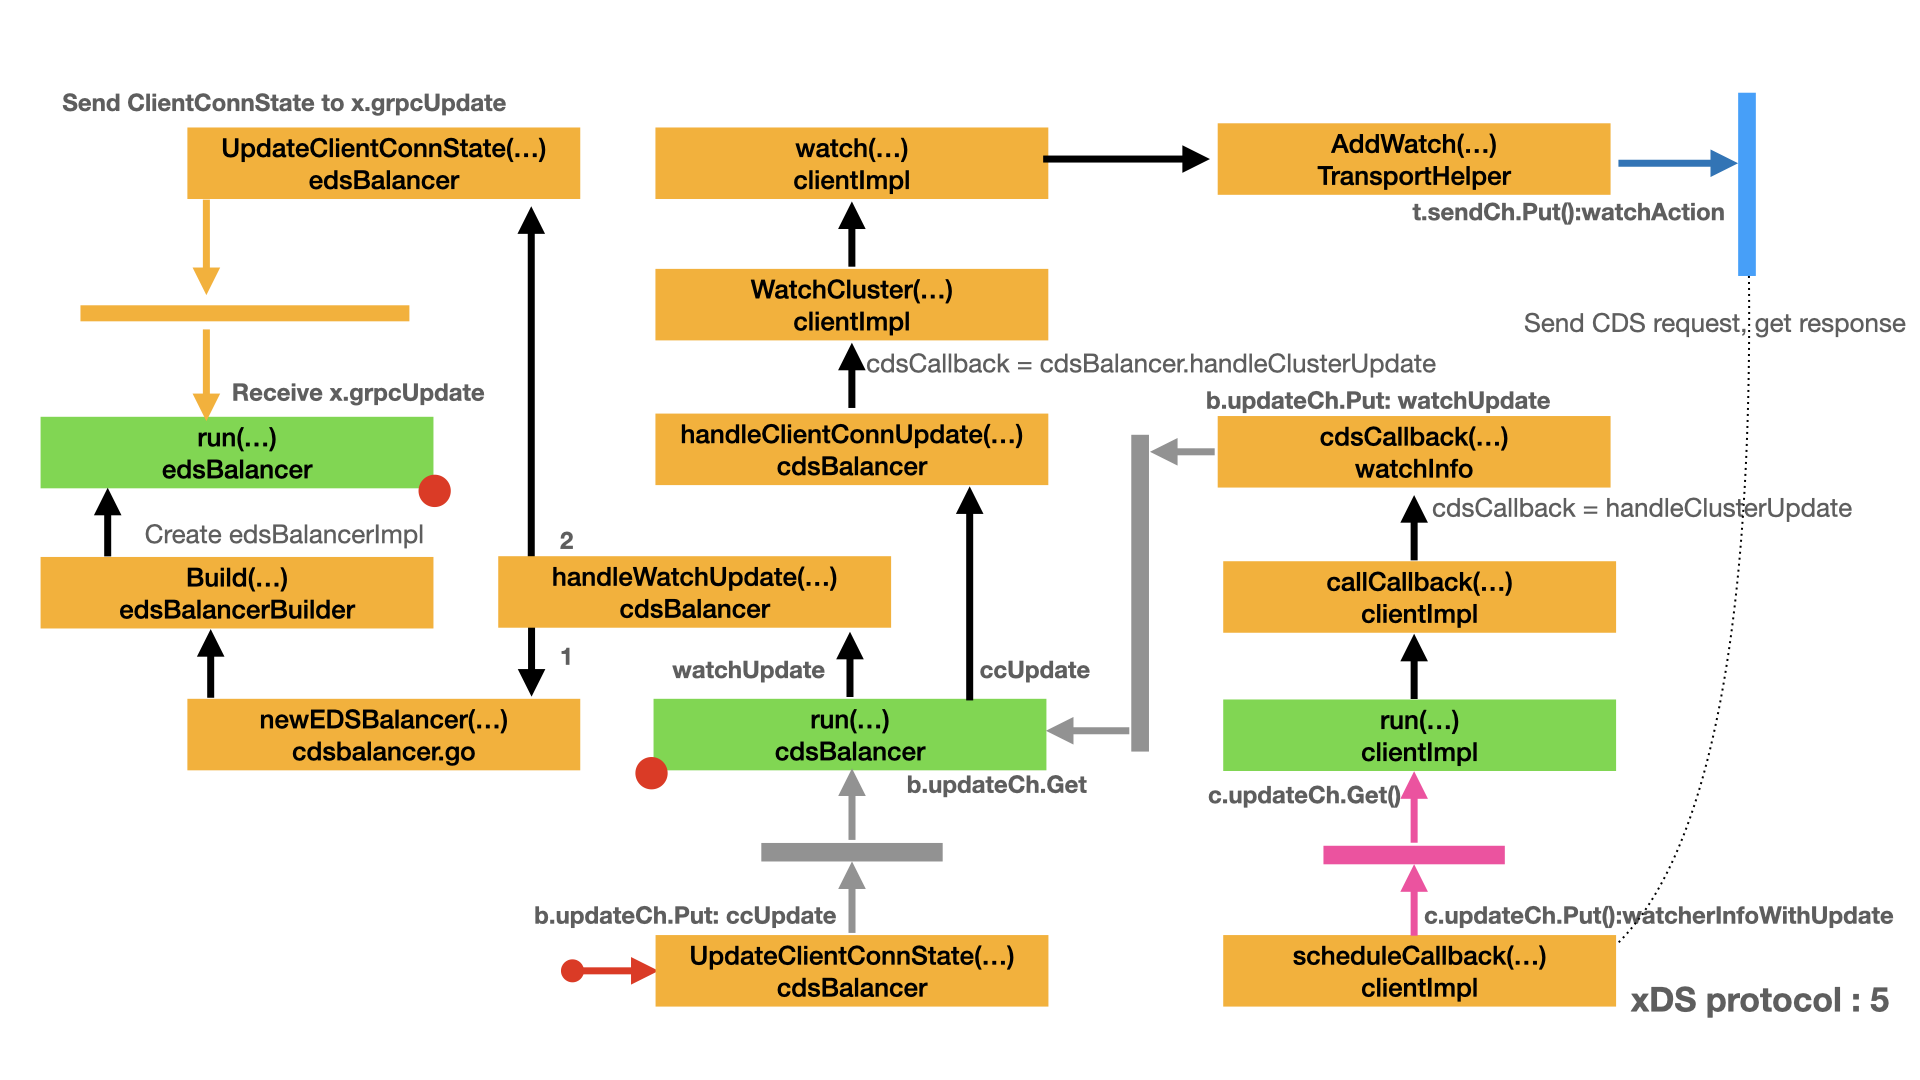 Send ClientConnState to x.grpcUpdate
UpdateClientConnState(…)
edsBalancer
Receive x.grpcUpdate
run(…)
edsBalancer
Create edsBalancerImpl
Build(…)
edsBalancerBuilder
newEDSBalancer(…)
cdsbalancer.go
2
1
watch(…)
clientImpl
WatchCluster(…)
clientImpl
cdsCallback = cdsBalancer.handleClusterUpdate
handleClientConnUpdate(…)
cdsBalancer
handleWatchUpdate(…)
cdsBalancer
watchUpdate
ccUpdate
run(…)
cdsBalancer
b.updateCh.Get
b.updateCh.Put: ccUpdate
UpdateClientConnState(…)
cdsBalancer
AddWatch(…)
TransportHelper
t.sendCh.Put():watchAction
Send CDS request, get response
b.updateCh.Put: watchUpdate
cdsCallback(…)
watchInfo
cdsCallback = handleClusterUpdate
callCallback(…)
clientImpl
run(…)
clientImpl
c.updateCh.Get()
c.updateCh.Put():watcherInfoWithUpdate
scheduleCallback(…)
clientImpl
xDS protocol : 5